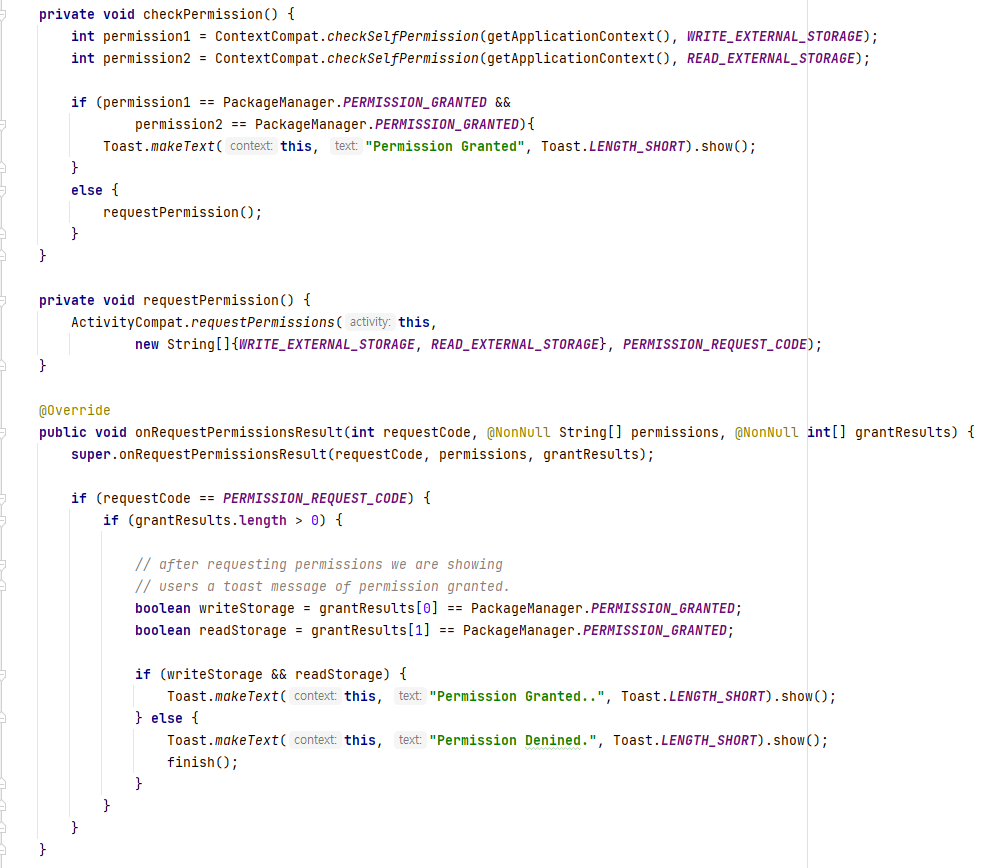 private void checkPermission() {
int permission1 = ContextCompat.checkSelfPermission(getApplicationContext(), WRITE_EXTERNAL_STORAGE);
int permission2 = ContextCompat.checkSelfPermission(getApplicationContext(), READ_EXTERNAL_STORAGE);
if (permission1 == PackageManager.PERMISSION_GRANTED &&
permission2 == PackageManager.PERMISSION_GRANTED){
Toast.makeText( context: this, text: "Permission Granted", Toast.LENGTH_SHORT).show();
}
else {
requestPermission();
}
}
private void requestPermission() {
ActivityCompat.requestPermissions( activity: this,
new String[]{WRITE_EXTERNAL_STORAGE, READ_EXTERNAL_STORAGE}, PERMISSION_REQUEST_CODE);
}
@Override
public void onRequestPermissionsResult(int requestCode, @NonNull String[] permissions, @NonNull int[] grantResults) {
super.onRequestPermissionsResult(requestCode, permissions, grantResults);
if (requestCode == PERMISSION_REQUEST_CODE) {
if (grantResults.length > 0) {
// after requesting permissions we are showing
// users a toast message of permission granted.
boolean writeStorage = grantResults[0] == PackageManager.PERMISSION_GRANTED;
boolean readStorage = grantResults[1] == PackageManager.PERMISSION_GRANTED;
if (writeStorage && readStorage) {
Toast.makeText( context: this, text: "Permission Granted..", Toast.LENGTH_SHORT).show();
} else {
Toast.makeText( context: this, text: "Permission Denined.", Toast.LENGTH_SHORT).show();
finish();
}
}
}
}